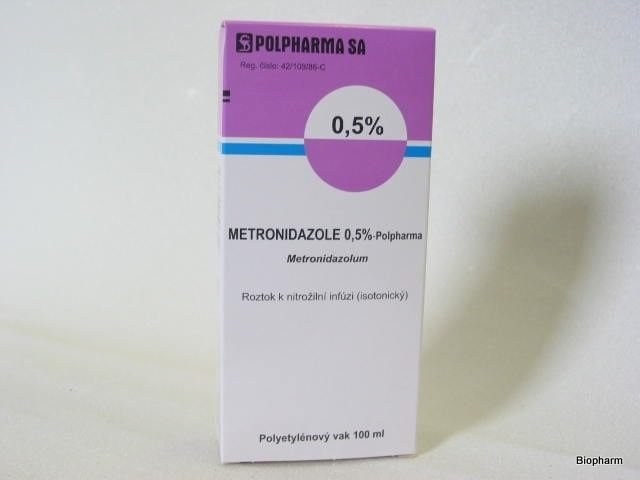 POLPHARMA SA
Reg. číslo: 42/109/86-C
0,5%
METRONIDAZOLE 0,5%-Polpharma
Metronidazolum
Roztok k nitrožilní infúzi (isotonický)
Polyetylénový vak 100 ml
Biopharm